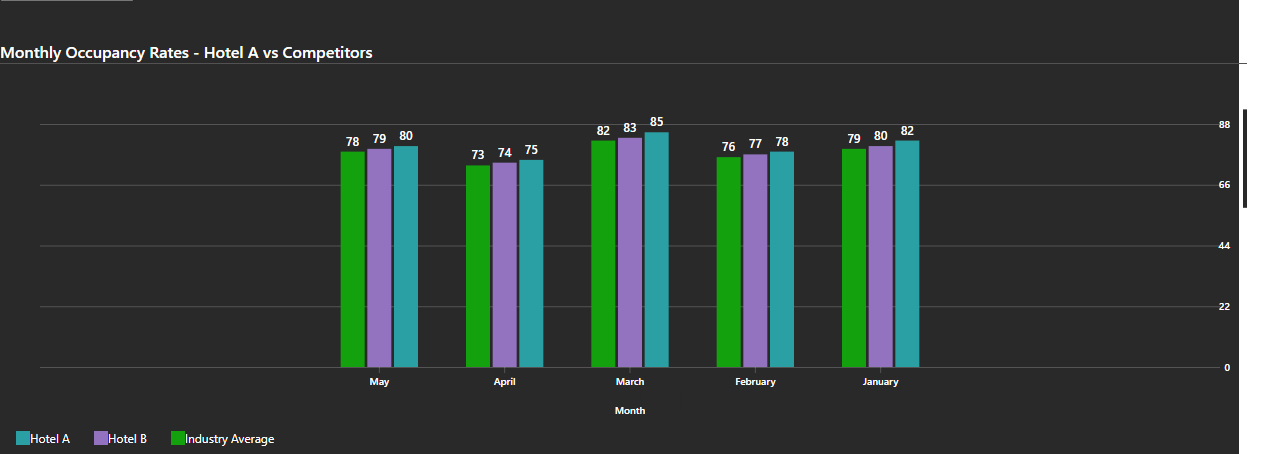 Monthly Occupancy Rates - Hotel A vs Competitors
78 79 80 73 74 75 82 83 85 76 77 78 79 80 82
88
66
44
22
0
May April March February January
Month
Hotel A Hotel B Industry Average